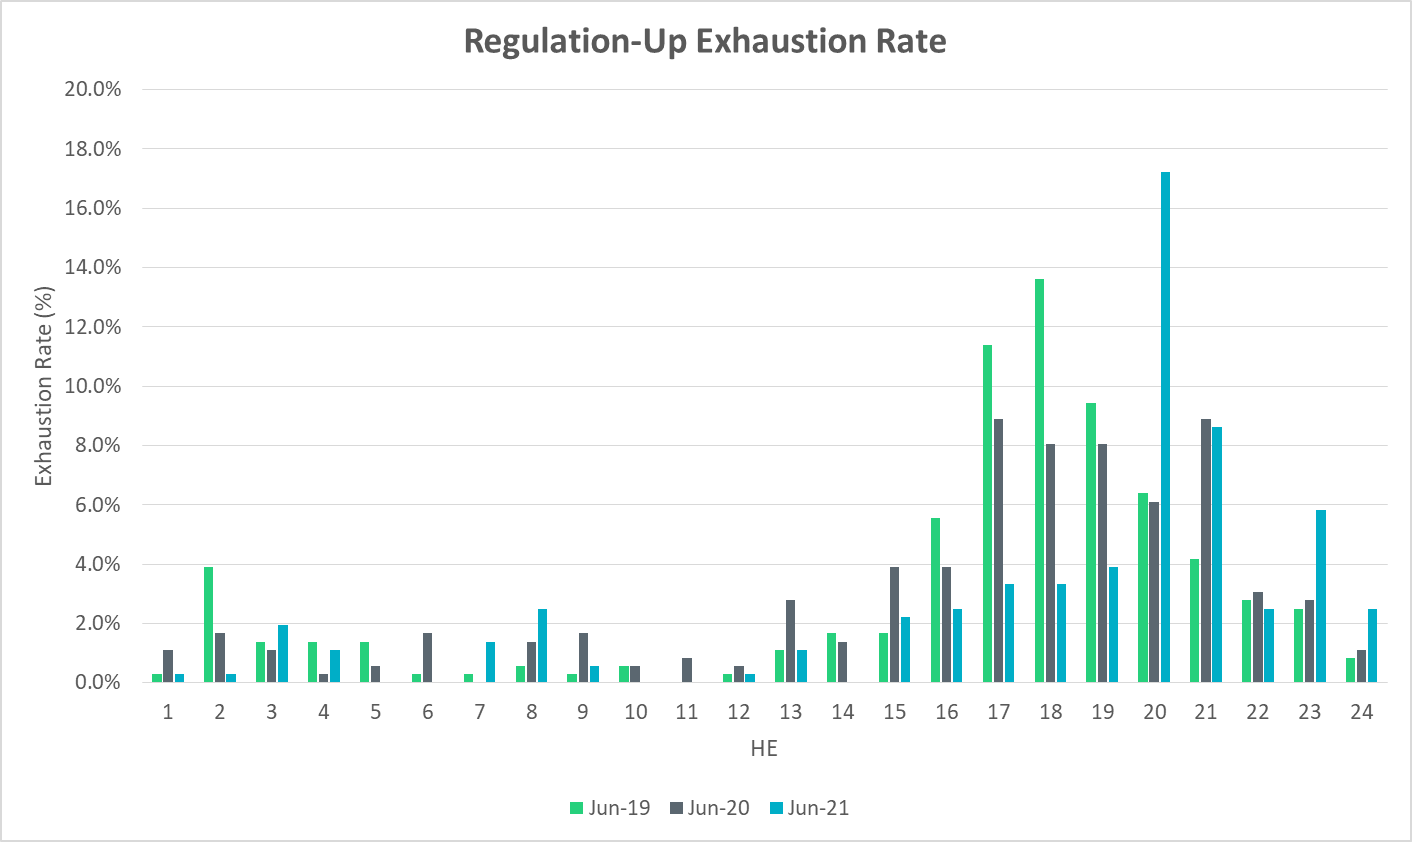 Regulation-Up Exhaustion Rate
20.0%
18.0%
16.0%
14.0%
12.0%
10.0%
8.0%
6.0%
4.0%
2.0%
0.0%
Exhaustion Rate (%)
1 2 3 4 5 6 7 8 9 10 11 12 13 14 15 16 17 18 19 20 21 22 23 24
HE
Jun-19 Jun-20 Jun-21